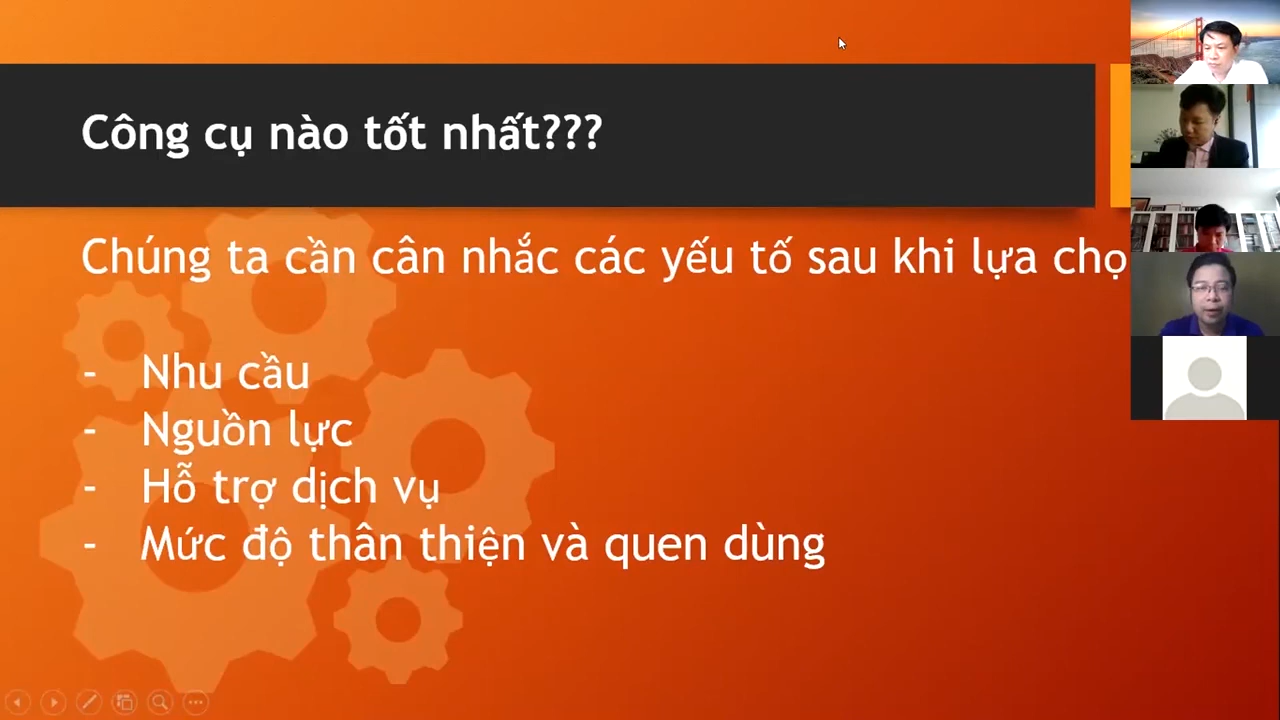 Công cụ nào tốt nhất???
Chúng ta cần cân nhắc các yếu tố sau khi lựa chọ
- Nhu cầu
- Nguồn lực
- Hỗ trợ dịch vụ
- Mức độ thân thiện và quen dùng